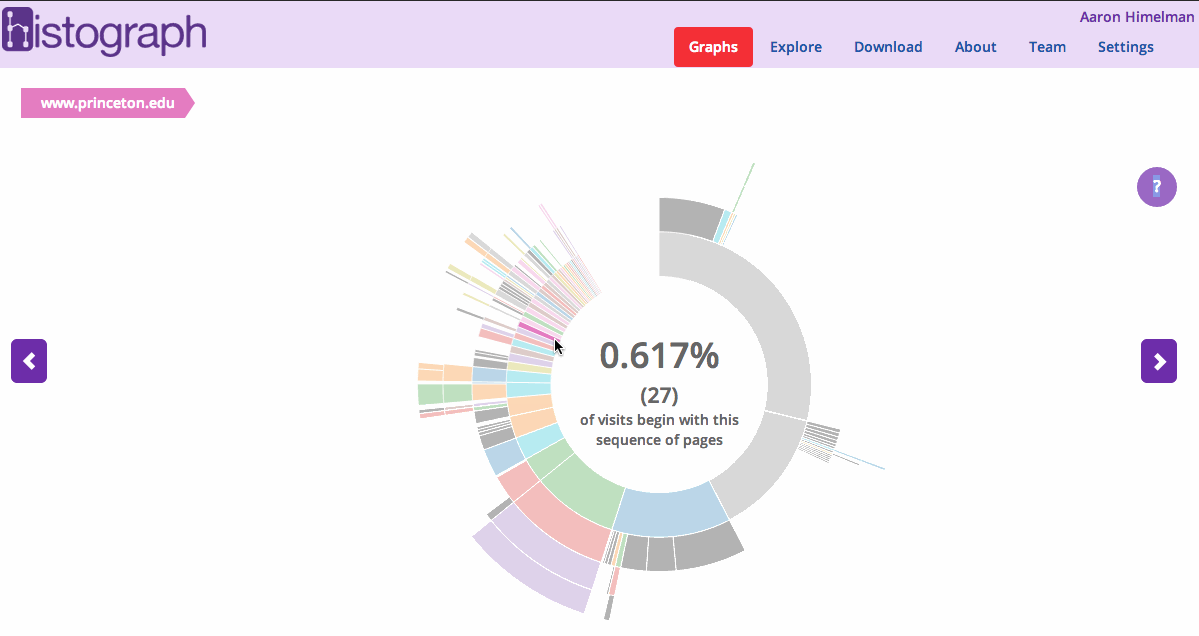 histograph
Aaron Himelman
Graphs Explore Download About Team Settings
www.princeton.edu
?
0.617%
(27)
of visits begin with this
sequence of pages